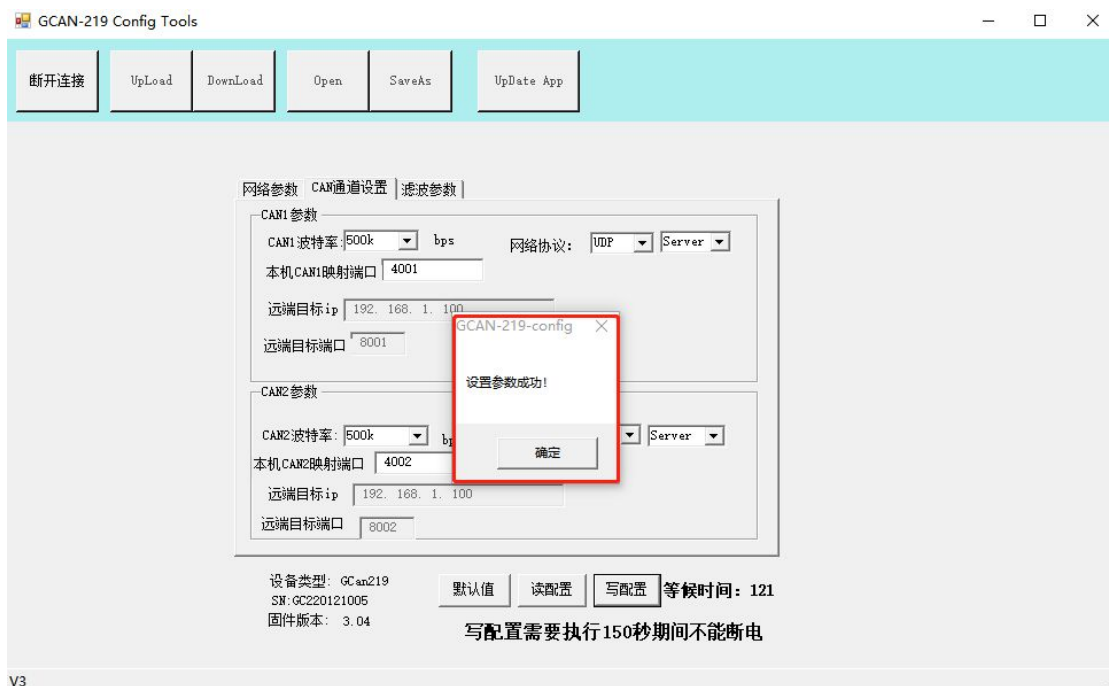 GCAN-219 Config Tools
断开连接 UpLoad DownLoad Open SaveAs UpDate App
网络参数 CAN通道设置 滤波参数
CAN1参数
CAN1波特率: 500k bps 网络协议: UDP Server
本机CAN1映射端口 4001
远端目标ip 192. 168. 1. 100
远端目标端口 8001
GCAN-219-config
设置参数成功!
确定
CAN2参数
CAN2波特率: 500k Server
本机CAN2映射端口 4002
远端目标ip 192. 168. 1. 100
远端目标端口 8002
设备类型: GCan219
SN:GC220121005
固件版本: 3.04
默认值 读配置 写配置 等候时间: 121
写配置需要执行150秒期间不能断电
V3